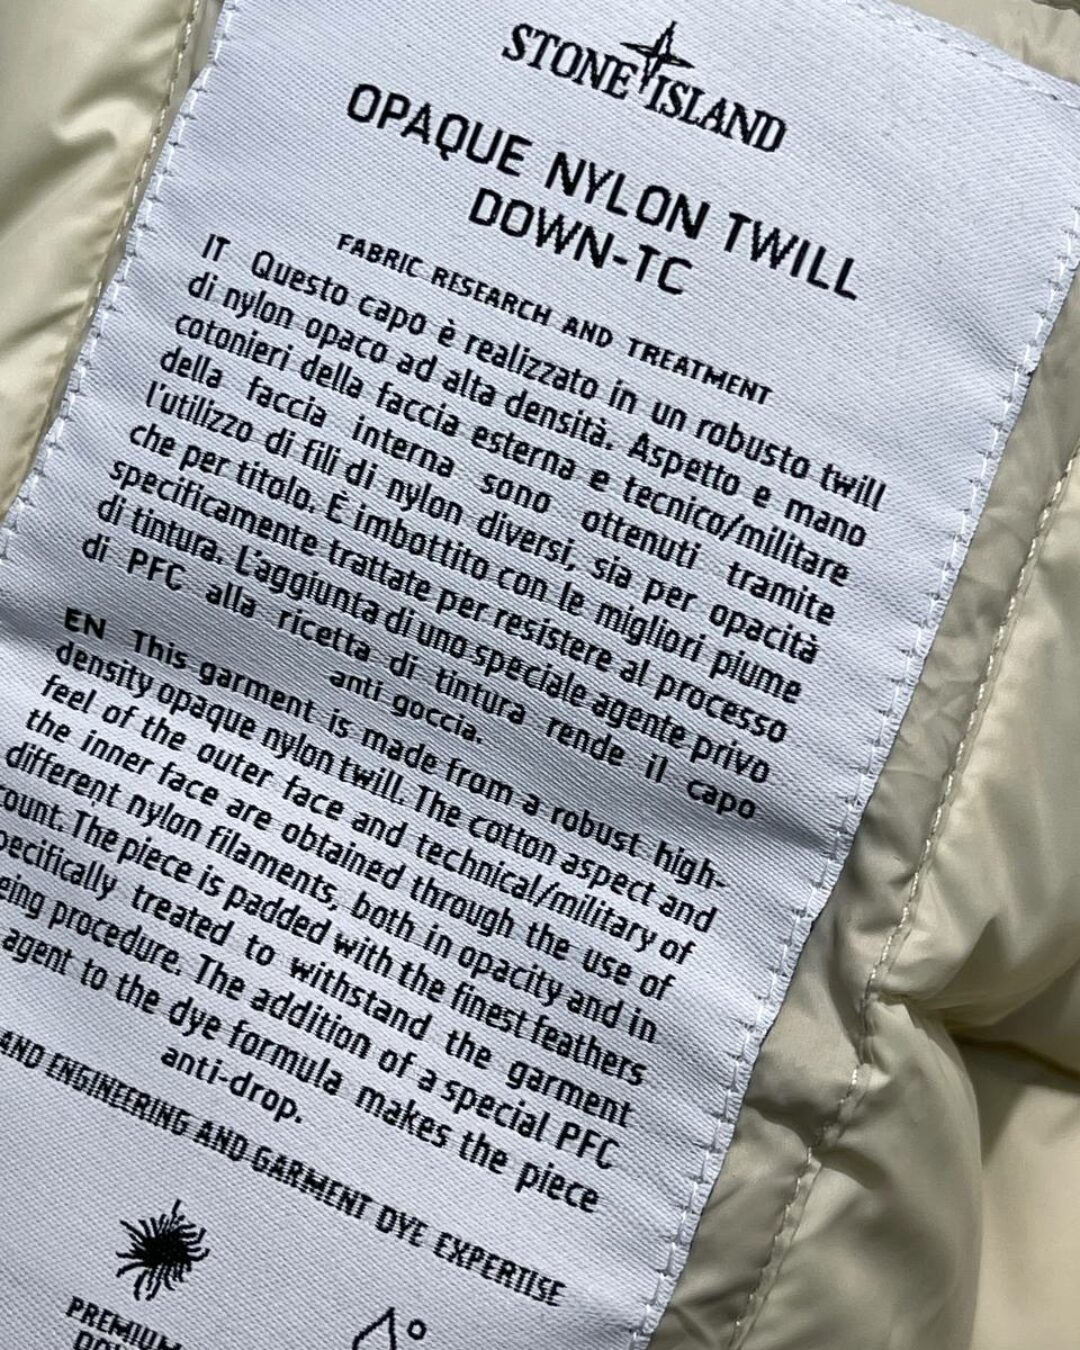 STONE ISLAND
OPAQUE NYLON TWILL
DOWN-TC
FABRIC RESEARCH AND TREATMENT
IT Questo capo è realizzato in un robusto twill
di nylon opaco ad alta densità. Aspetto e mano
cotonieri della faccia esterna e tecnico/militare
della faccia interna sono ottenuti tramite
l'utilizzo di fili di nylon diversi, sia per opacità
che per titolo. È imbottito con le migliori piume
specificamente trattate per resistere al processo
di tintura. L'aggiunta di uno speciale agente privo
di PFC alla ricetta di tintura rende il capo
anti goccia.
EN This garment is made from a robust high-
density opaque nylon twill. The cotton aspect and
feel of the outer face and technical/military of
the inner face are obtained through the use of
different nylon filaments, both in opacity and in
count. The piece is padded with the finest feathers
pecifically treated to withstand the garment
eing procedure. The addition of a special PFC
agent to the dye formula makes the piece
anti-drop.
AND ENGINEERING AND GARMENT DYE EXPERTISE
PREMIUM